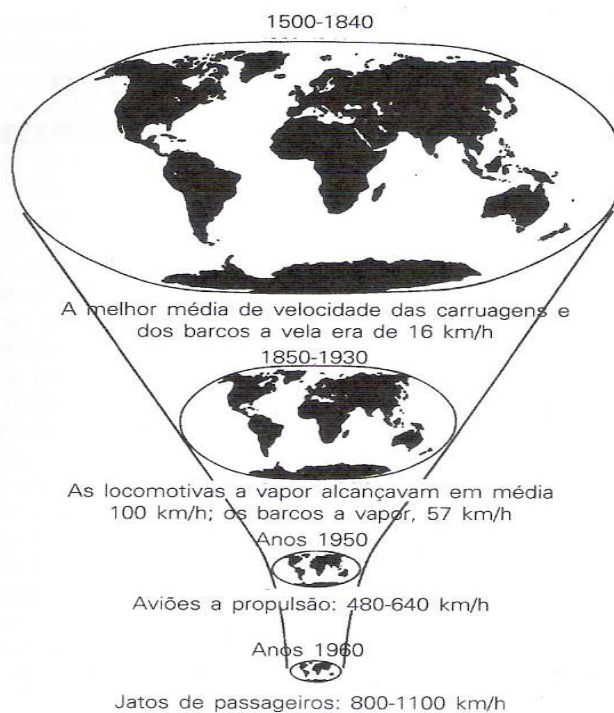 1500-1840
A melhor média de velocidade das carruagens e
dos barcos a vela era de 16 km/h
1850-1930
As locomotivas a vapor alcançavam em média
100 km/h; os barcos a vapor, 57 km/h
Anos 1950
Aviões a propulsão: 480-640 km/h
Anos 1960
Jatos de passageiros: 800-1100 km/h